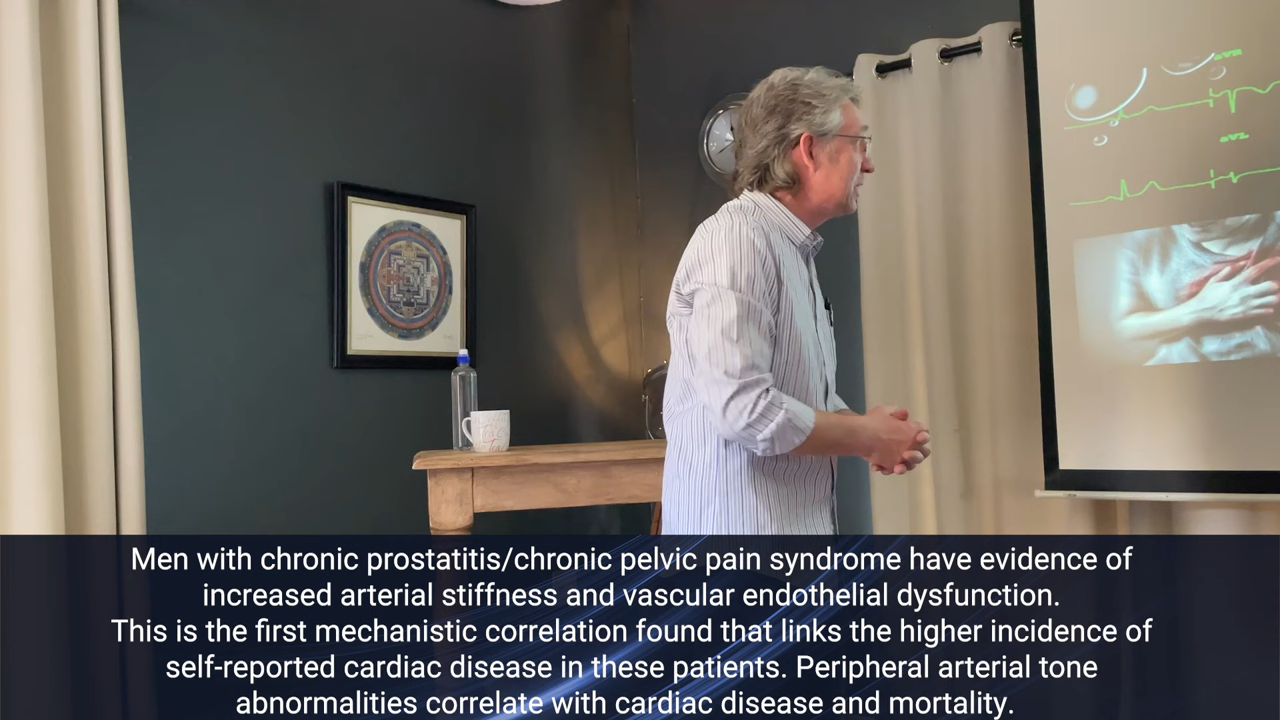 aVR
aVL
Men with chronic prostatitis/chronic pelvic pain syndrome have evidence of
increased arterial stiffness and vascular endothelial dysfunction.
This is the first mechanistic correlation found that links the higher incidence of
self-reported cardiac disease in these patients. Peripheral arterial tone
abnormalities correlate with cardiac disease and mortality.